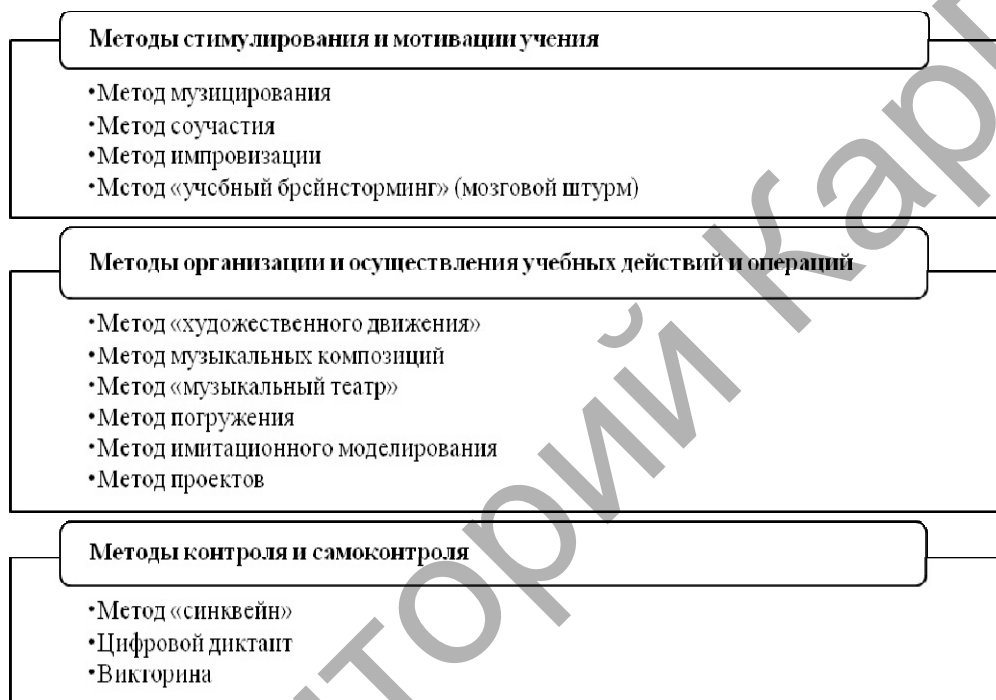 Методы стимулирования и мотивации учения
•Метод музицирования
•Метод соучастия
•Метод импровизации
•Метод «учебный брейнсторминг» (мозговой штурм)
Методы организации и осуществления учебных действий и операций
•Метод «художественного движения»
•Метод музыкальных композиций
•Метод «музыкальный театр»
•Метод погружения
•Метод имитационного моделирования
•Метод проектов
Методы контроля и самоконтроля
•Метод «синквейн»
•Цифровой диктант
•Викторина